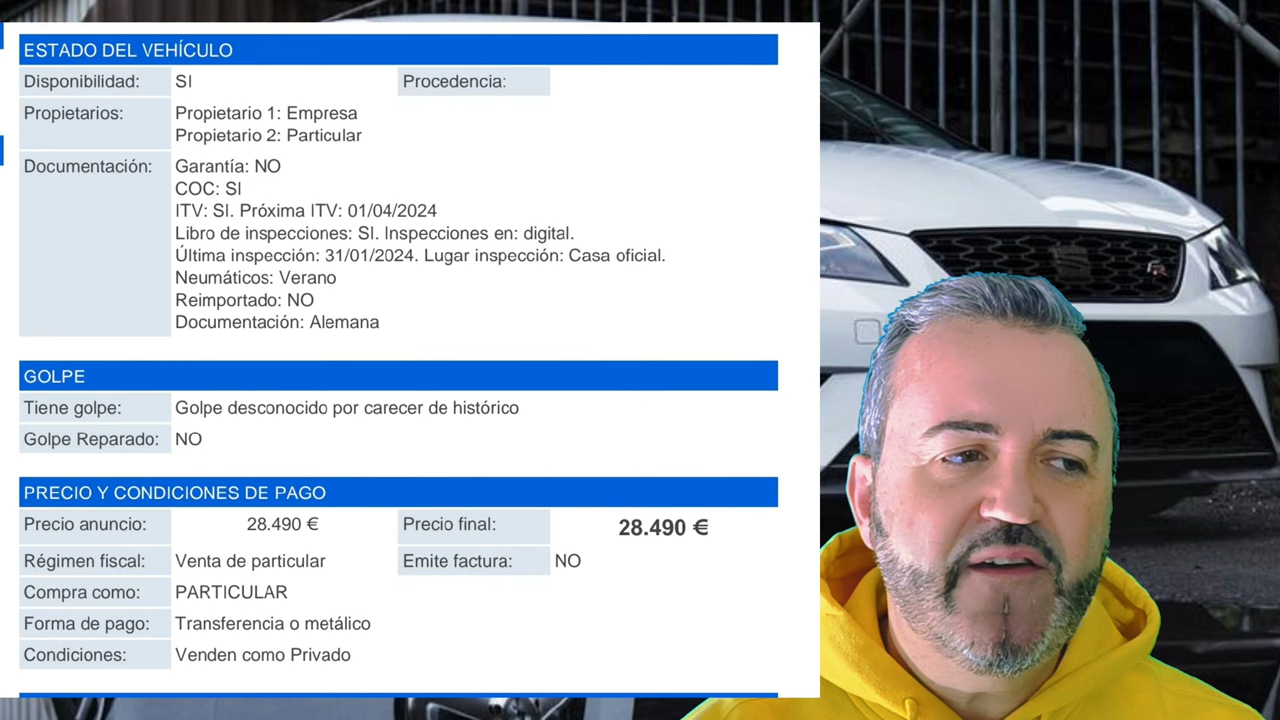 ESTADO DEL VEHÍCULO
Disponibilidad: SI Procedencia:
Propietarios: Propietario 1: Empresa
Propietario 2: Particular
Documentación: Garantía: NO
COC: SI
ITV: SI. Próxima ITV: 01/04/2024
Libro de inspecciones: SI. Inspecciones en: digital.
Última inspección: 31/01/2024. Lugar inspección: Casa oficial.
Neumáticos: Verano
Reimportado: NO
Documentación: Alemana
GOLPE
Tiene golpe: Golpe desconocido por carecer de histórico
Golpe Reparado: NO
PRECIO Y CONDICIONES DE PAGO
Precio anuncio: 28.490 € Precio final: 28.490 €
Régimen fiscal: Venta de particular Emite factura: NO
Compra como: PARTICULAR
Forma de pago: Transferencia o metálico
Condiciones: Venden como Privado